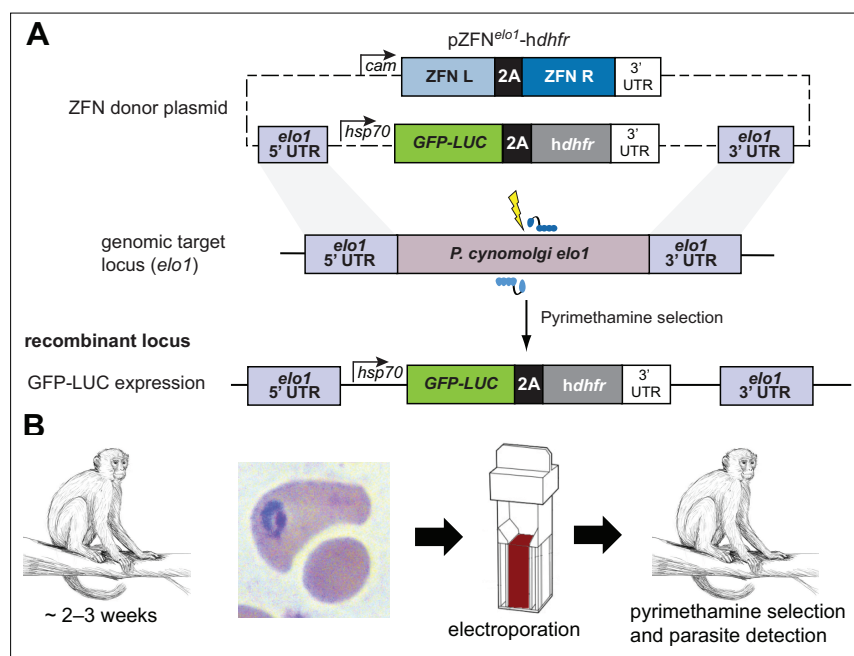 A
pZFNelo1-hdhfr
cam
ZFN L
2A
ZFN R
3’
UTR
ZFN donor plasmid
elo1
5’ UTR
hsp70
GFP-LUC
2A
hdhfr
3’
UTR
elo1
3’ UTR
genomic target
locus (elo1)
elo1
5’ UTR
P. cynomolgi elo1
elo1
3’ UTR
Pyrimethamine selection
recombinant locus
GFP-LUC expression
elo1
5’ UTR
hsp70
GFP-LUC
2A
hdhfr
3’
UTR
elo1
3’ UTR
B
~ 2–3 weeks
electroporation
pyrimethamine selection
and parasite detection